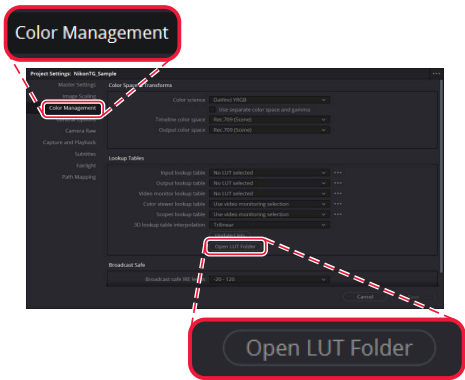 Color Management
Project Settings: NikonTG_Sample
Master Settings
Image Scaling
Color Management
General Options
Camera Raw
Capture and Playback
Subtitles
Fairlight
Path Mapping
Color Space & Transforms
Color science DaVinci YRGB
Use separate color space and gamma
Timeline color space Rec.709 (Scene)
Output color space Rec.709 (Scene)
Lookup Tables
Input lookup table No LUT selected
Output lookup table No LUT selected
Video monitor lookup table No LUT selected
Color viewer lookup table Use video monitoring selection
Scopes lookup table Use video monitoring selection
3D lookup table interpolation Trilinear
Update Lists
Open LUT Folder
Broadcast Safe
Broadcast safe IRE levels -20 - 120
Cancel
Open LUT Folder